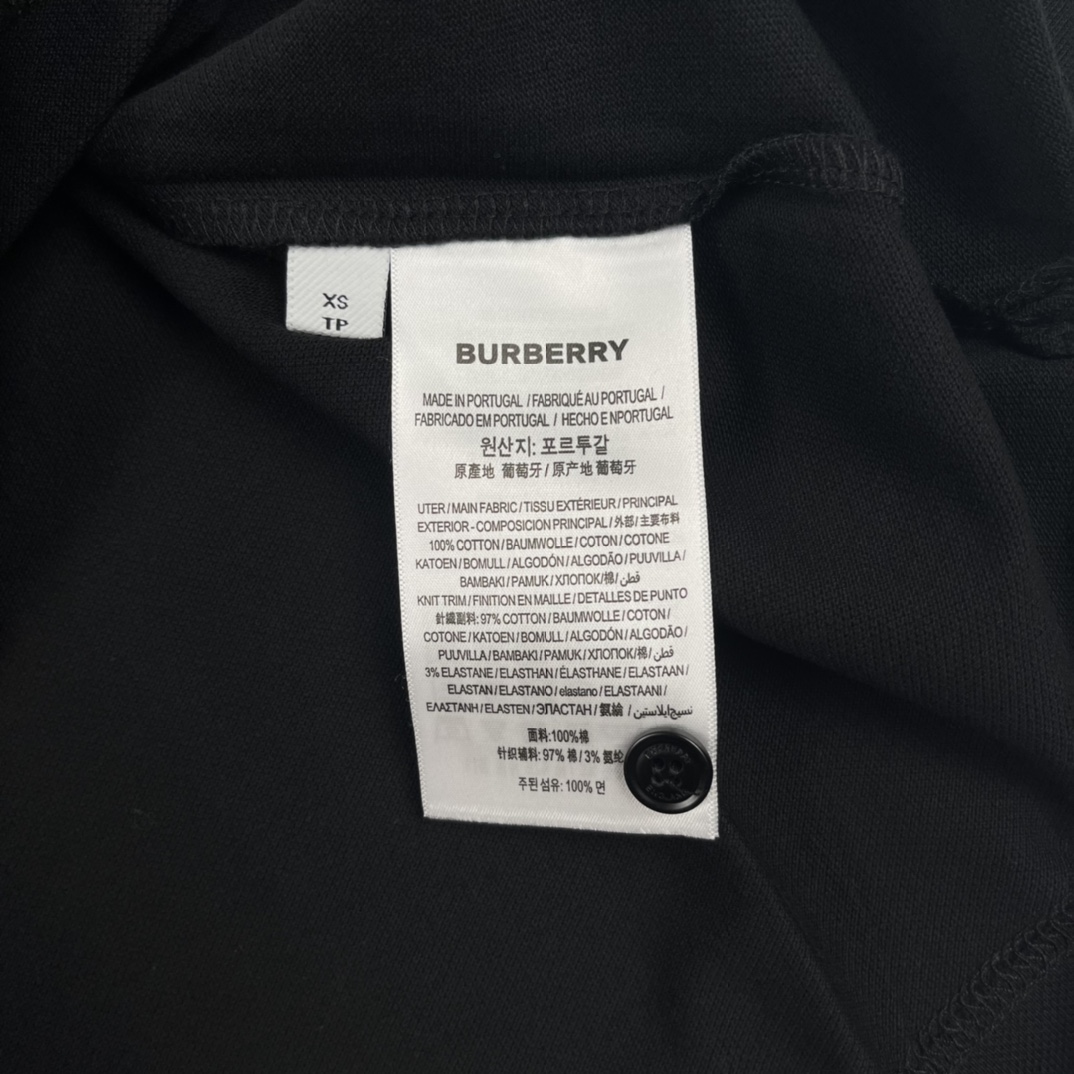 XS
TP
BURBERRY
MADE IN PORTUGAL / FABRIQUÉ AU PORTUGAL /
FABRICADO EM PORTUGAL / HECHO E NPORTUGAL
원산지: 포르투갈
原產地 葡萄牙 / 原产地 葡萄牙
UTER / MAIN FABRIC / TISSU EXTÉRIEUR / PRINCIPAL
EXTERIOR - COMPOSICION PRINCIPAL / 外部 / 主要布料
100% COTTON / BAUMWOLLE / COTON / COTONE
KATOEN / BOMULL / ALGODÓN / ALGODÃO / PUUVILLA /
BAMBAKI / PAMUK / ХЛОПОК/棉/ قطن
KNIT TRIM / FINITION EN MAILLE / DETALLES DE PUNTO
針織副料: 97% COTTON / BAUMWOLLE / COTON /
COTONE / KATOEN / BOMULL / ALGODÓN / ALGODÃO /
PUUVILLA / BAMBAKI / PAMUK / ХЛОПОК/棉/ قطن
3% ELASTANE / ELASTHAN / ÉLASTHANE / ELASTAAN /
ELASTAN / ELASTANO / elastano / ELASTAANI /
ΕΛΑΣΤΑΝΗ / ELASTEN / ЭЛАСТАН / 氨綸 / نسيج إيلاستين
面料:100%棉
针织辅料: 97% 棉 / 3% 氨纶
주된 섬유: 100% 면